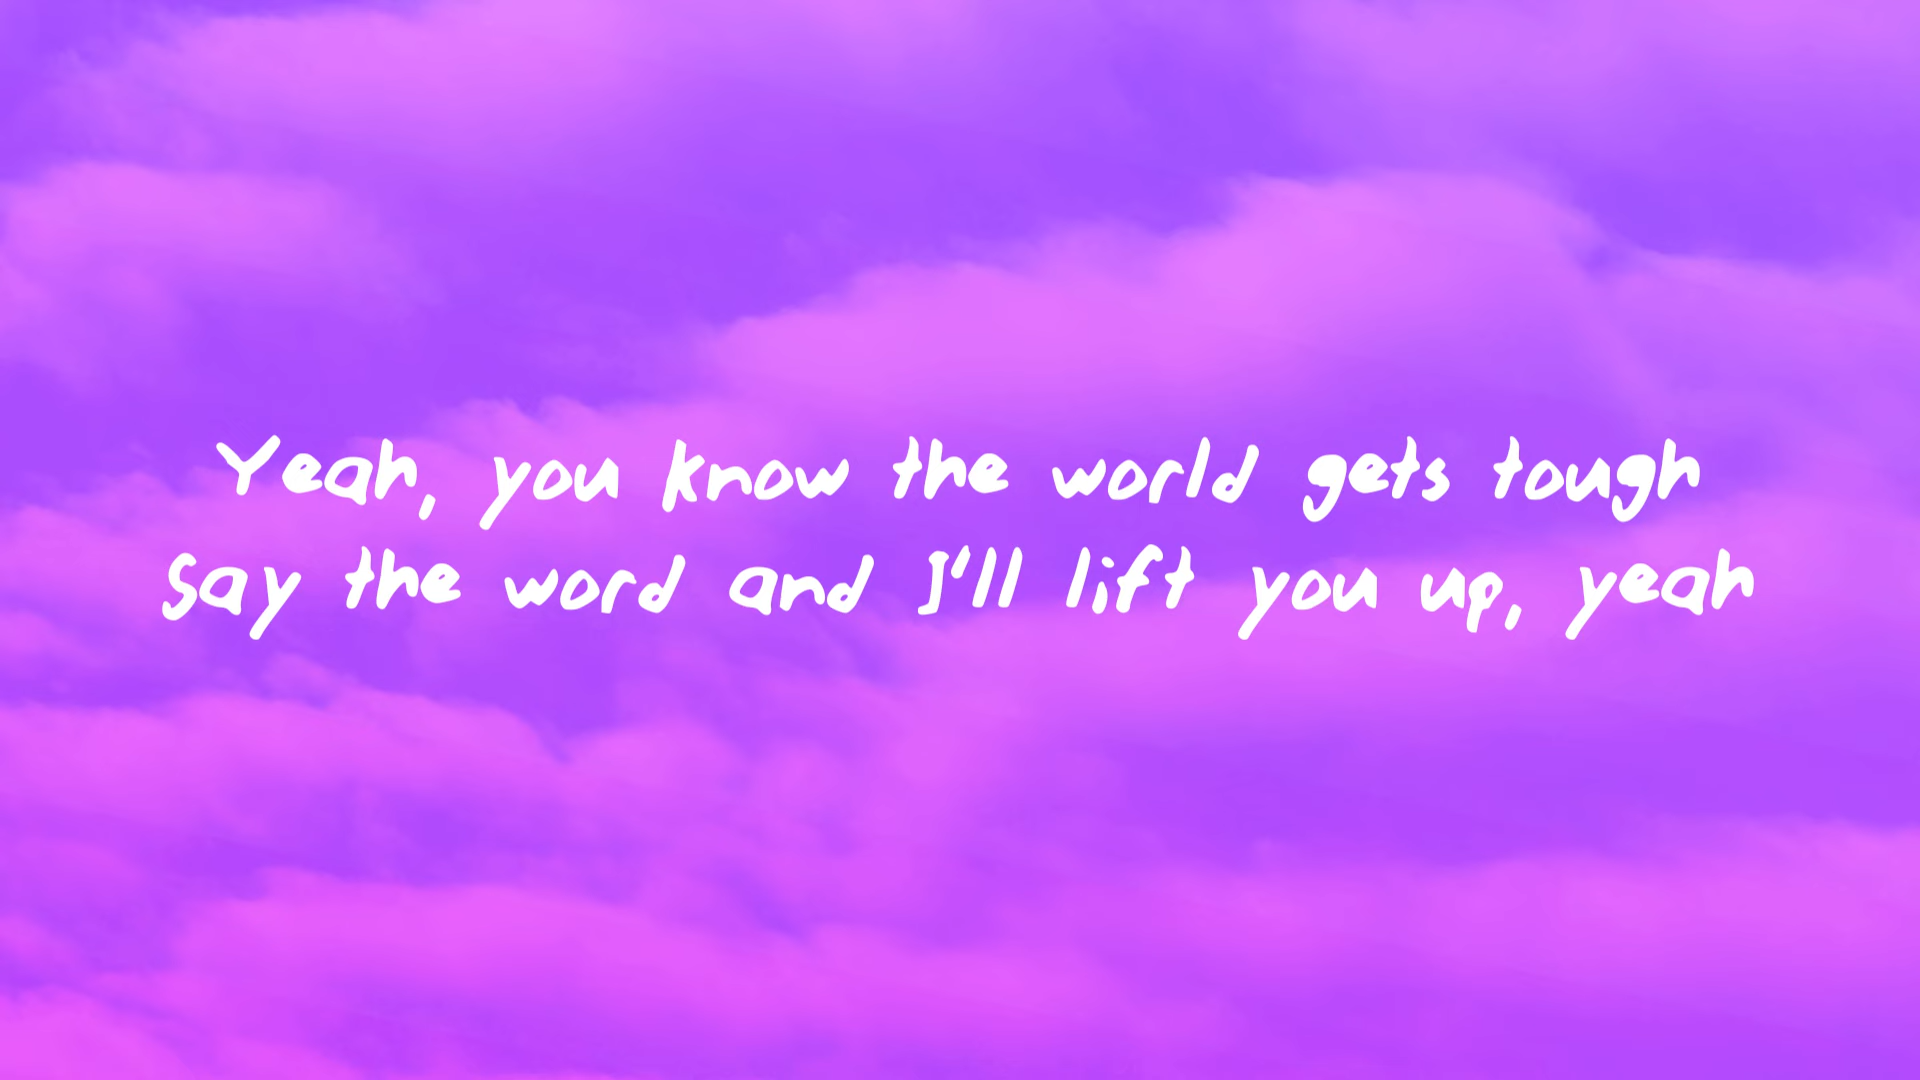 Yeah, you know the world gets tough
Say the word and I'll lift you up, yeah